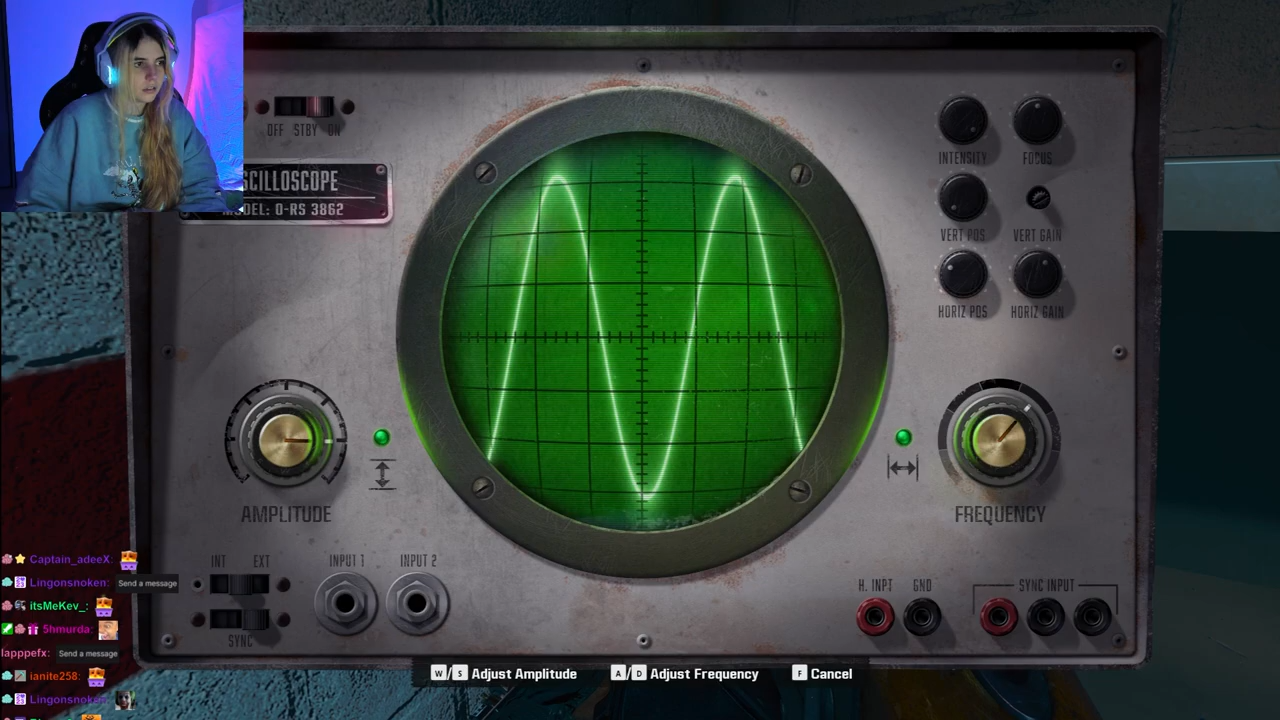 OFF STBY ON
SCILLOSCOPE
MODEL: O-RS 3862
INTENSITY
FOCUS
VERT POS
VERT GAIN
HORIZ POS
HORIZ GAIN
AMPLITUDE
FREQUENCY
INT
EXT
INPUT 1
INPUT 2
SYNC
H. INPT
GND
SYNC INPUT
Captain_adeeX:
Lingonsnoken:
Send a message
itsMeKev_:
5hmurda:
lapppefx:
Send a message
ianite258:
Lingonsnoken
W/S Adjust Amplitude
A/D Adjust Frequency
F Cancel